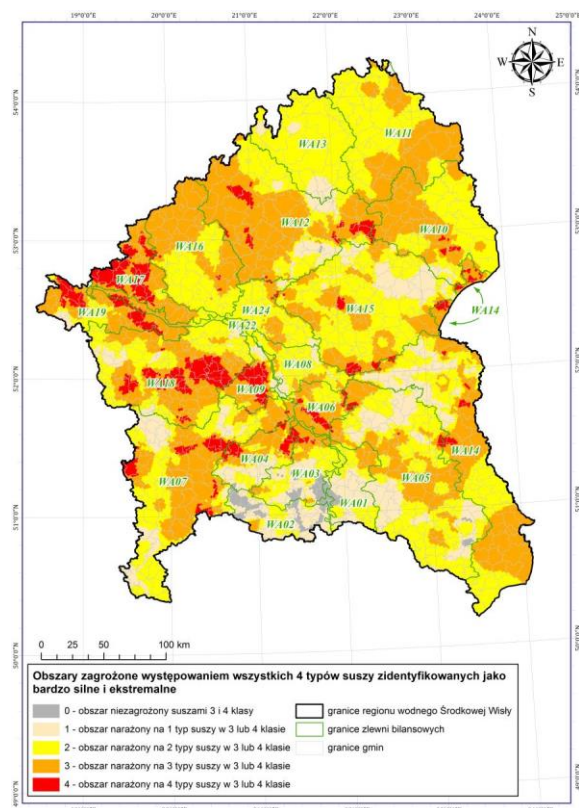 19°0'0"E 20°0'0"E 21°0'0"E 22°0'0"E 23°0'0"E 24°0'0"E 25°0'0"E
N
W E
S
54°0'0"N
WA13
WA11
WA12
WA10
WA16
WA17
WA19
WA24
WA15
WA14
WA22
WA08
WA18
WA09
WA06
WA14
WA04
WA07
WA03
WA05
WA01
WA02
0 25 50 100 km
Obszary zagrożone występowaniem wszystkich 4 typów suszy zidentyfikowanych jako
bardzo silne i ekstremalne
0 - obszar niezagrożony suszami 3 i 4 klasy
1 - obszar narażony na 1 typ suszy w 3 lub 4 klasie
2 - obszar narażony na 2 typy suszy w 3 lub 4 klasie
3 - obszar narażony na 3 typy suszy w 3 lub 4 klasie
4 - obszar narażony na 4 typy suszy w 3 lub 4 klasie
granice regionu wodnego Środkowej Wisły
granice zlewni bilansowych
granice gmin